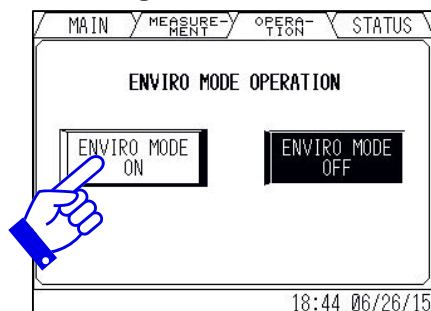 MAIN
MEASURE-
MENT
OPERA-
TION
STATUS
ENVIRO MODE OPERATION
ENVIRO MODE
ON
ENVIRO MODE
OFF
18:44 06/26/15